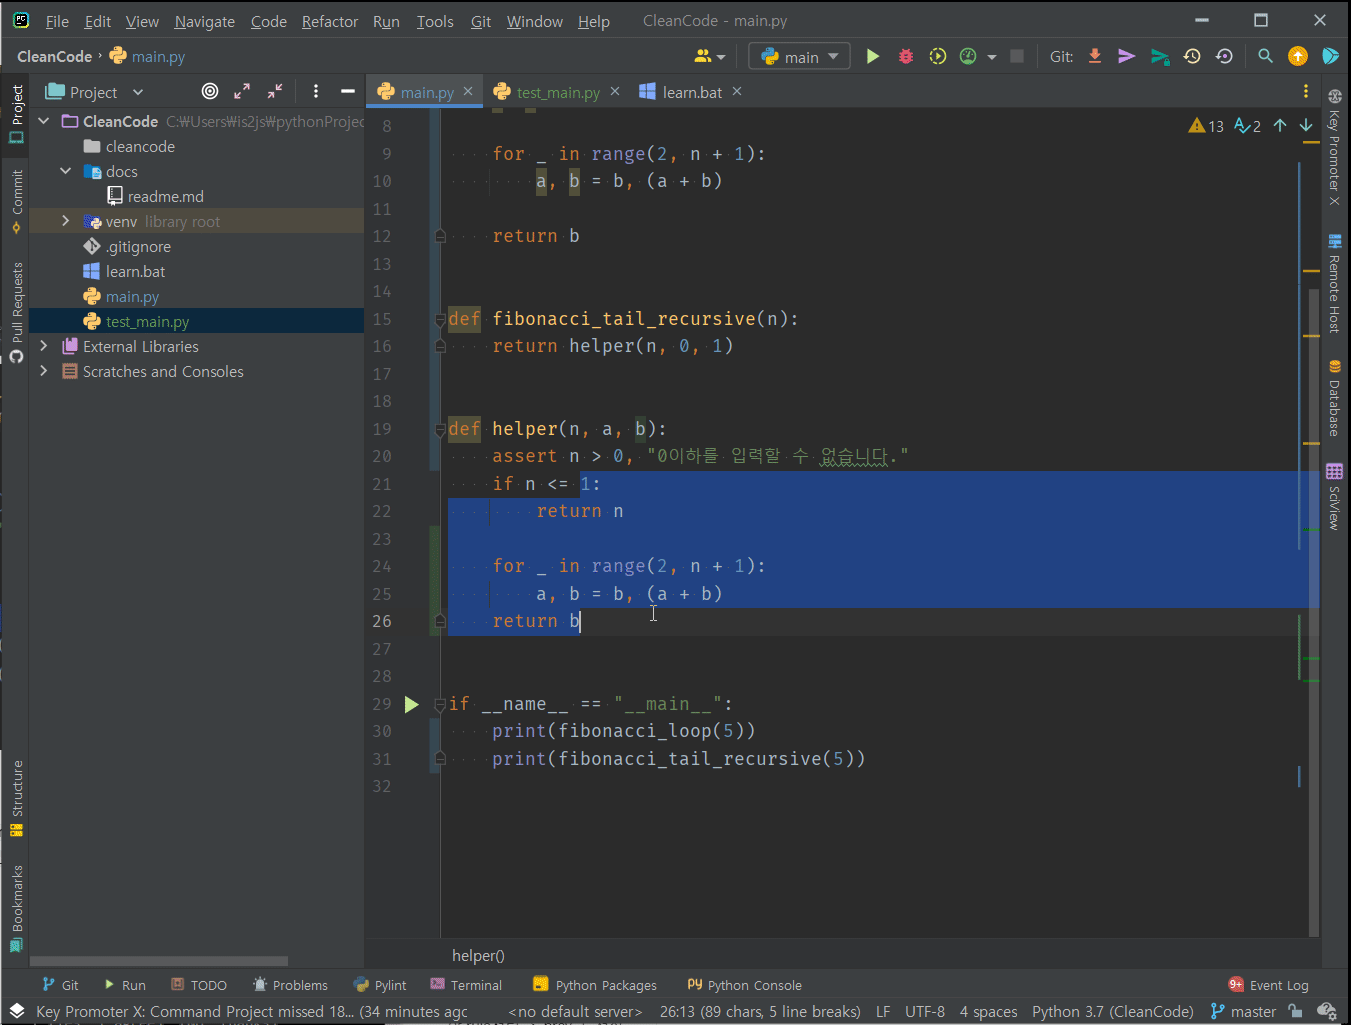 File Edit View Navigate Code Refactor Run Tools Git Window Help CleanCode - main.py
CleanCode main.py main Git:
Project
main.py test_main.py learn.bat
CleanCode C:₩Users₩is2js₩pythonProjec
cleancode
docs
readme.md
venv library root
.gitignore
learn.bat
main.py
test_main.py
External Libraries
Scratches and Consoles
Project
Commit
Pull Requests
Structure
Bookmarks
13 2
8
9 for _ in range(2, n + 1):
10 a, b = b, (a + b)
11
12 return b
13
14
15 def fibonacci_tail_recursive(n):
16 return helper(n, 0, 1)
17
18
19 def helper(n, a, b):
20 assert n > 0, "0이하를 입력할 수 없습니다."
21 if n <= 1:
22 return n
23
24 for _ in range(2, n + 1):
25 a, b = b, (a + b)
26 return b
27
28
29 if __name__ == "__main__":
30 print(fibonacci_loop(5))
31 print(fibonacci_tail_recursive(5))
32
helper()
Key Promoter X
Remote Host
Database
SciView
Git Run TODO Problems Pylint Terminal Python Packages Python Console 9+ Event Log
Key Promoter X: Command Project missed 18... (34 minutes ago <no default server> 26:13 (89 chars, 5 line breaks) LF UTF-8 4 spaces Python 3.7 (CleanCode) master